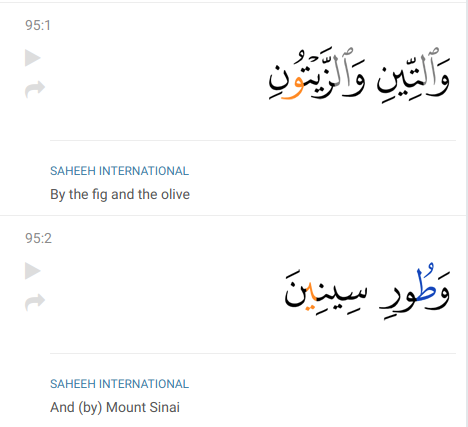 95:1
وَٱلتِّينِ وَٱلزَّيْتُونِ
SAHEEH INTERNATIONAL
By the fig and the olive
95:2
وَطُورِ سِينِينَ
SAHEEH INTERNATIONAL
And (by) Mount Sinai